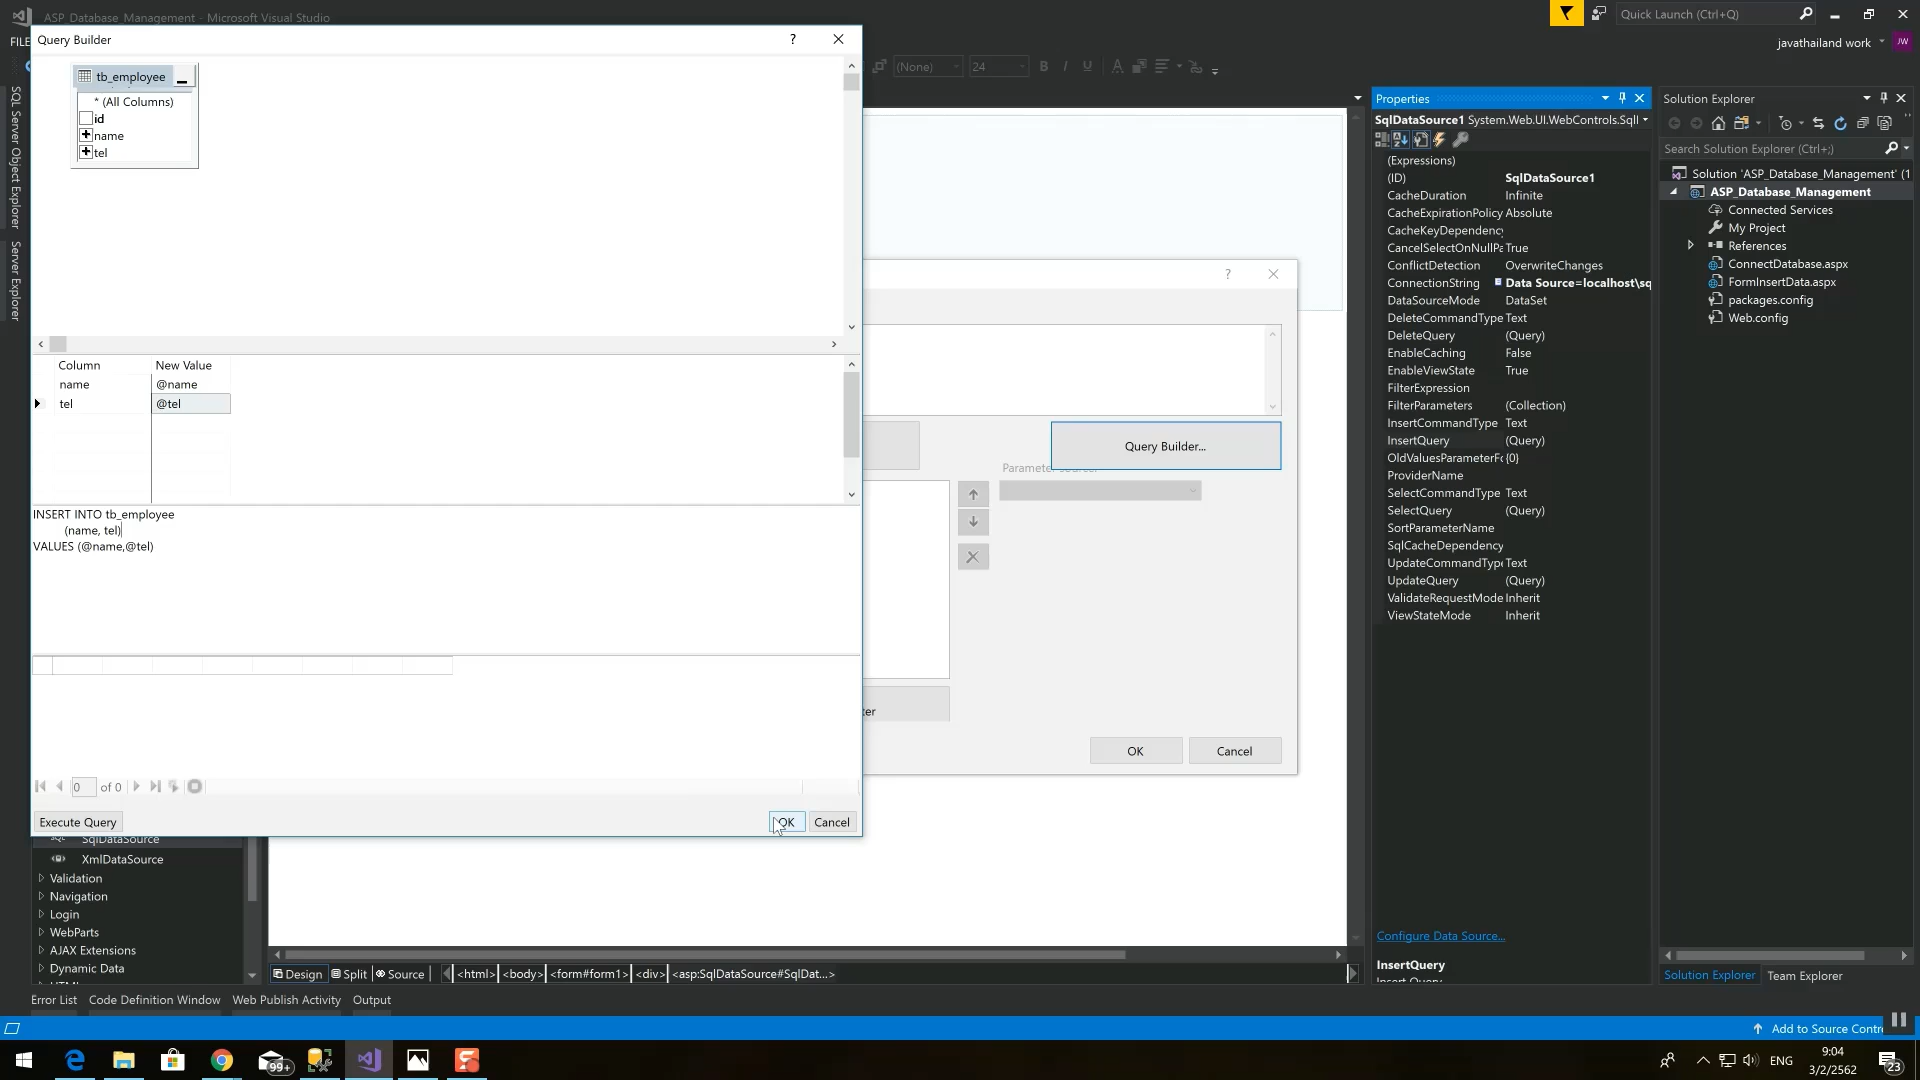 ASP_Database_Management - Microsoft Visual Studio
Quick Launch (Ctrl+Q)
FILE
javathailand work
JW
Query Builder
?
tb_employee
* (All Columns)
id
name
tel
(None)
24
B
I
U
A
SQL Server Object Explorer
Server Explorer
Column
New Value
name
@name
tel
@tel
INSERT INTO tb_employee
(name, tel)
VALUES (@name,@tel)
0
of 0
Execute Query
OK
Cancel
?
Query Builder...
ter
OK
Cancel
SqlDataSource
XmlDataSource
Validation
Navigation
Login
WebParts
AJAX Extensions
Dynamic Data
Design
Split
Source
<html>
<body>
<form#form1>
<div>
<asp:SqlDataSource#SqlDat...>
Error List
Code Definition Window
Web Publish Activity
Output
Properties
SqlDataSource1 System.Web.UI.WebControls.Sql
(Expressions)
(ID) SqlDataSource1
CacheDuration Infinite
CacheExpirationPolicy Absolute
CacheKeyDependency
CancelSelectOnNullPa True
ConflictDetection OverwriteChanges
ConnectionString Data Source=localhost\sq
DataSourceMode DataSet
DeleteCommandType Text
DeleteQuery (Query)
EnableCaching False
EnableViewState True
FilterExpression
FilterParameters (Collection)
InsertCommandType Text
InsertQuery (Query)
OldValuesParameterFo {0}
ProviderName
SelectCommandType Text
SelectQuery (Query)
SortParameterName
SqlCacheDependency
UpdateCommandType Text
UpdateQuery (Query)
ValidateRequestMode Inherit
ViewStateMode Inherit
Configure Data Source...
InsertQuery
Solution Explorer
Search Solution Explorer (Ctrl+;)
Solution 'ASP_Database_Management' (1
ASP_Database_Management
Connected Services
My Project
References
ConnectDatabase.aspx
FormInsertData.aspx
packages.config
Web.config
Solution Explorer
Team Explorer
Add to Source Contr
99+
ENG
9:04
3/2/2562
23